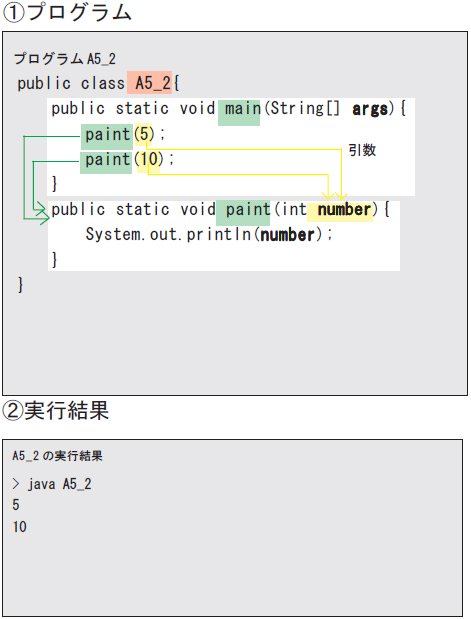 ①プログラム
プログラム A5_2
public class A5_2{
public static void main(String[] args){
paint(5);
paint(10);
引数
}
public static void paint(int number){
System.out.println(number);
}
}
②実行結果
A5_2 の実行結果
> java A5_2
5
10